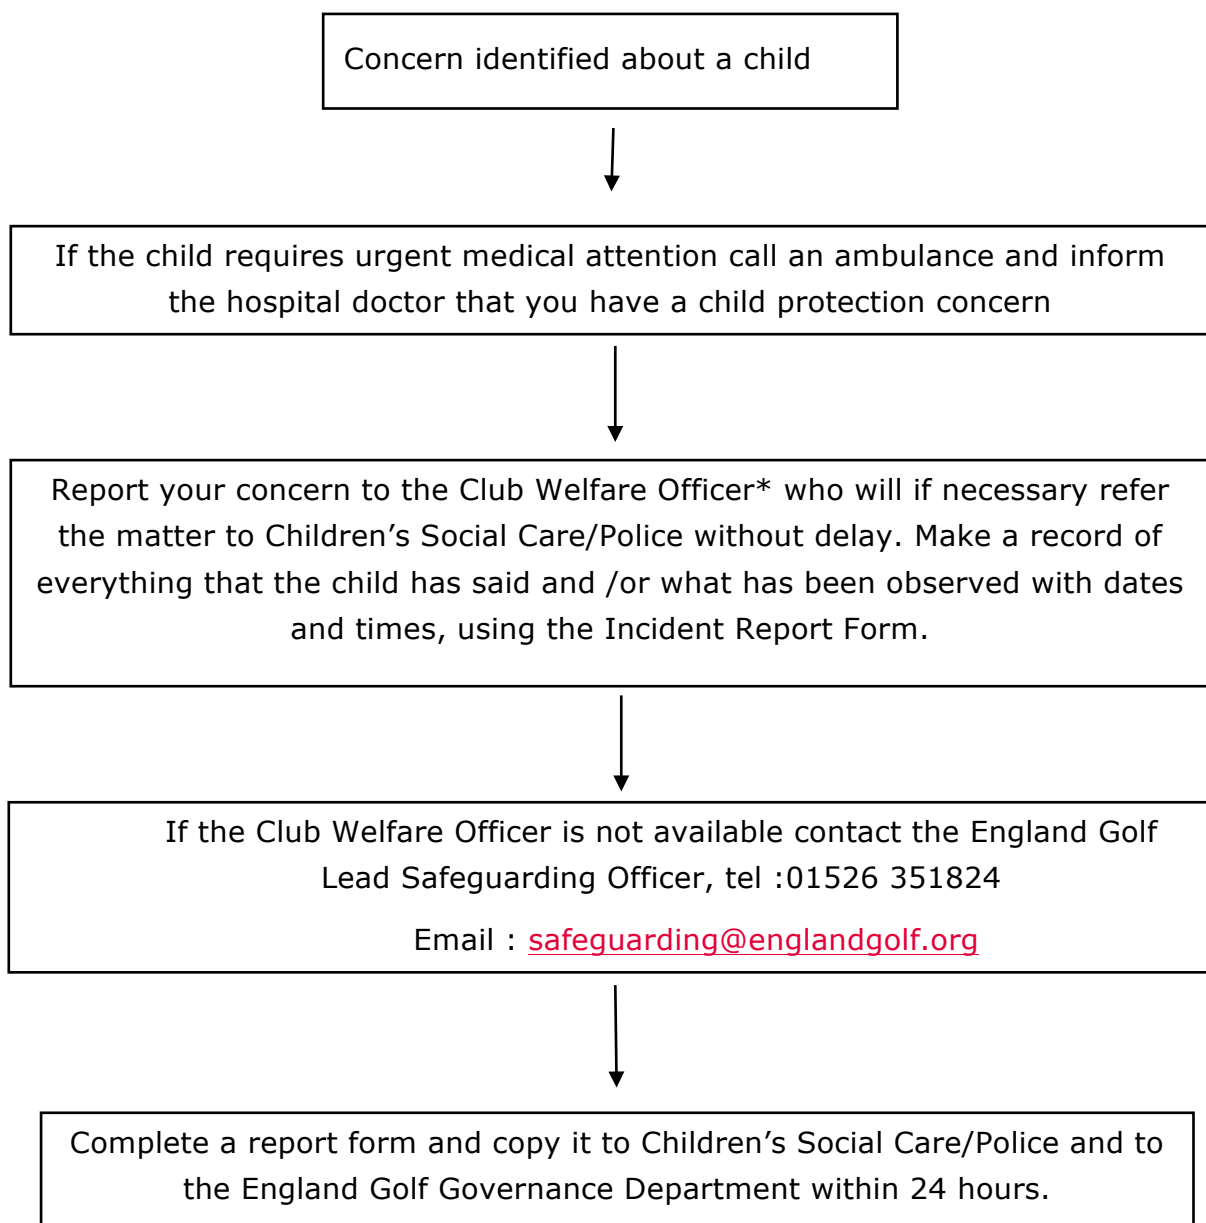 Concern identified about a child
If the child requires urgent medical attention call an ambulance and inform
the hospital doctor that you have a child protection concern
Report your concern to the Club Welfare Officer* who will if necessary refer
the matter to Children’s Social Care/Police without delay. Make a record of
everything that the child has said and /or what has been observed with dates
and times, using the Incident Report Form.
If the Club Welfare Officer is not available contact the England Golf
Lead Safeguarding Officer, tel :01526 351824
Email : safeguarding@englandgolf.org
Complete a report form and copy it to Children’s Social Care/Police and to
the England Golf Governance Department within 24 hours.